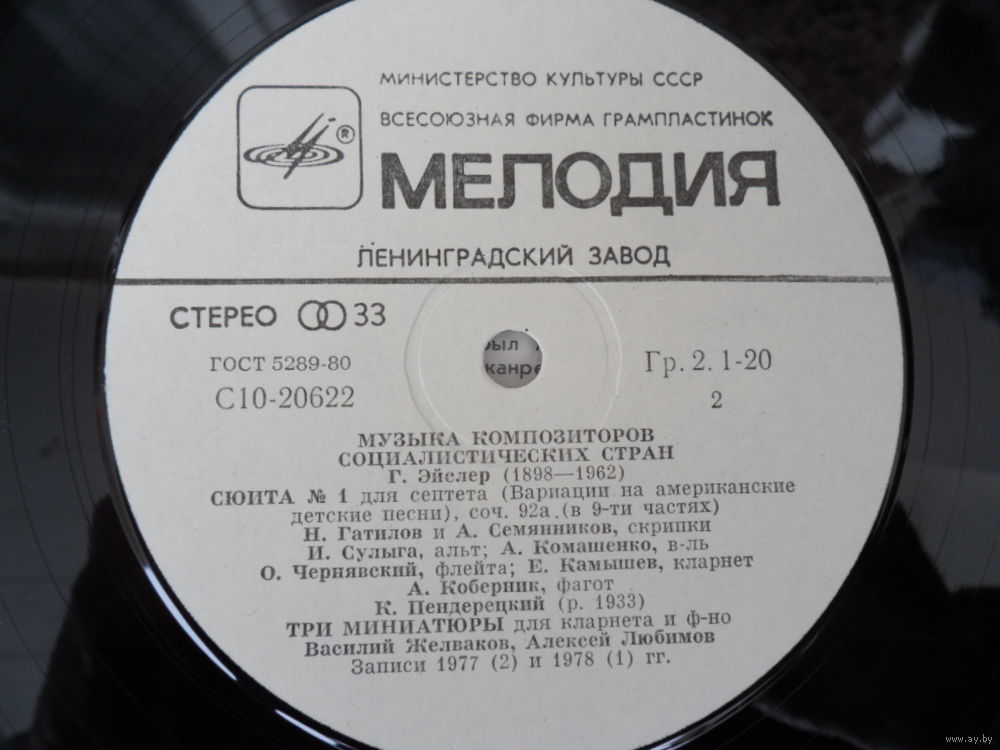 МИНИСТЕРСТВО КУЛЬТУРЫ СССР
ВСЕСОЮЗНАЯ ФИРМА ГРАМПЛАСТИНОК
®
МЕЛОДИЯ
ЛЕНИНГРАДСКИЙ ЗАВОД
СТЕРЕО 33
ГОСТ 5289-80
Гр. 2. 1-20
С10-20622
2
МУЗЫКА КОМПОЗИТОРОВ
СОЦИАЛИСТИЧЕСКИХ СТРАН
Г. Эйслер (1898—1962)
СЮИТА № 1 для септета (Вариации на американские
детские песни), соч. 92а (в 9-ти частях)
Н. Гатилов и А. Семянников, скрипки
И. Сулыга, альт; А. Комашенко, в-ль
О. Чернявский, флейта; Е. Камышев, кларнет
А. Коберник, фагот
К. Пендерецкий (р. 1933)
ТРИ МИНИАТЮРЫ для кларнета и ф-но
Василий Желваков, Алексей Любимов
Записи 1977 (2) и 1978 (1) гг.
www.ay.by